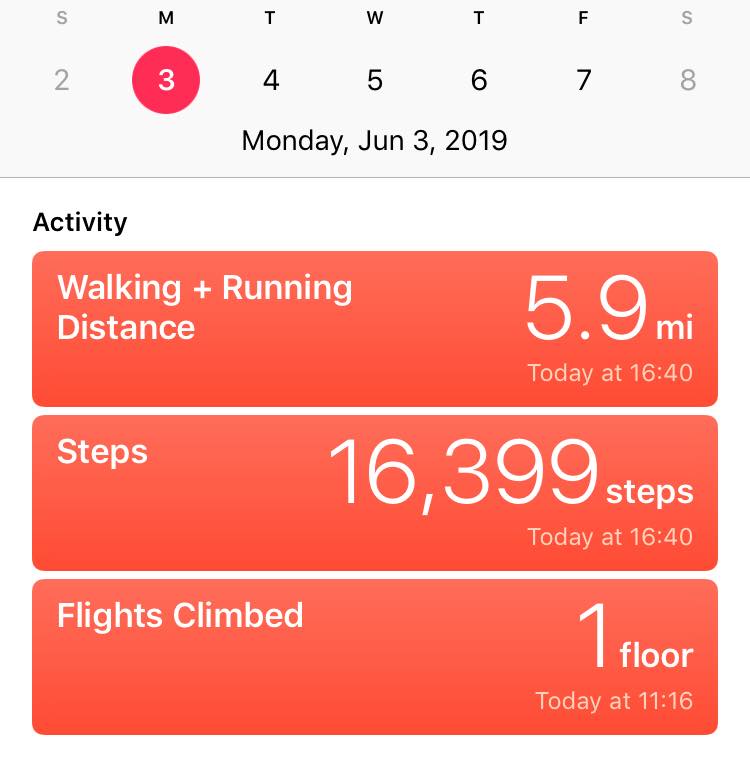 S M T W T F S
2 3 4 5 6 7 8
Monday, Jun 3, 2019
Activity
Walking + Running
Distance
5.9 mi
Today at 16:40
Steps
16,399 steps
Today at 16:40
Flights Climbed
1 floor
Today at 11:16